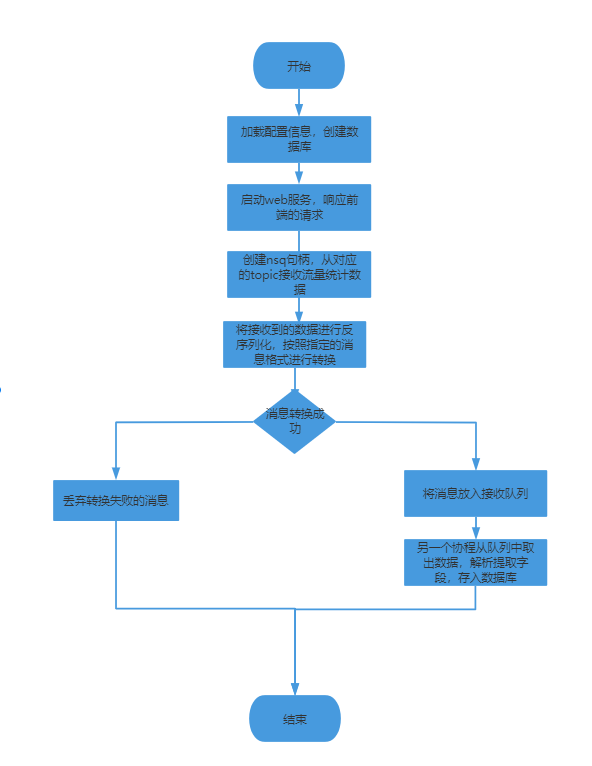 开始
加载配置信息，创建数
据库
启动web服务，响应前
端的请求
创建nsq句柄，从对应
的topic接收流量统计数
据
将接收到的数据进行反
序列化，按照指定的消
息格式进行转换
消息转换成
功
丢弃转换失败的消息
将消息放入接收队列
另一个协程从队列中取
出数据，解析提取字
段，存入数据库
结束